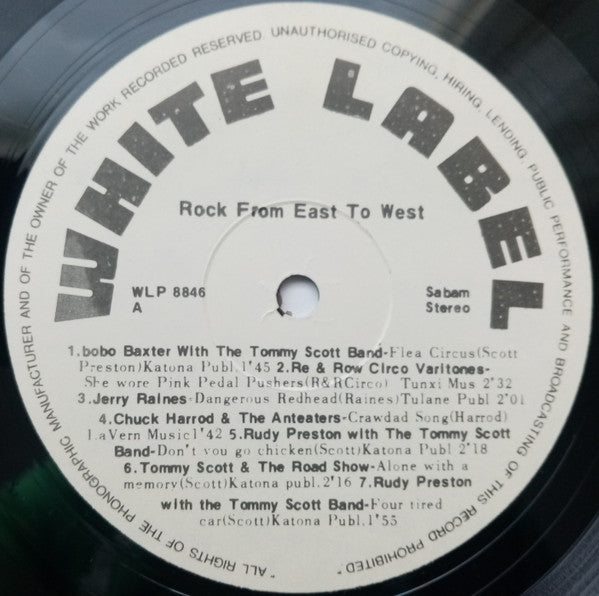 "ALL RIGHTS OF THE PHONOGRAPHIC MANUFACTURER AND OF THE OWNER OF THE WORK RECORDED RESERVED. UNAUTHORISED COPYING, HIRING, LENDING, PUBLIC PERFORMANCE AND BROADCASTING OF THIS RECORD PROHIBITED"
WHITE LABEL
Rock From East To West
WLP 8846
A
Sabam
Stereo
1.bobo Baxter With The Tommy Scott Band-Flea Circus(Scott
Preston)Katona Publ.1'45 2.Re & Row Circo Varitones-
She wore Pink Pedal Pushers(R&RCirco) Tunxi Mus 2'32
3.Jerry Raines-Dangerous Redhead(Raines)Tulane Publ 2'01
4.Chuck Harrod & The Anteaters-Crawdad Song(Harrod)
LaVern Music1'42 5.Rudy Preston with The Tommy Scott
Band-Don't you go chicken(Scott)Katona Publ 2'18
6.Tommy Scott & The Road Show-Alone with a
memory(Scott)Katona publ.2'16 7.Rudy Preston
with the Tommy Scott Band-Four tired
car(Scott)Katona Publ.1'55